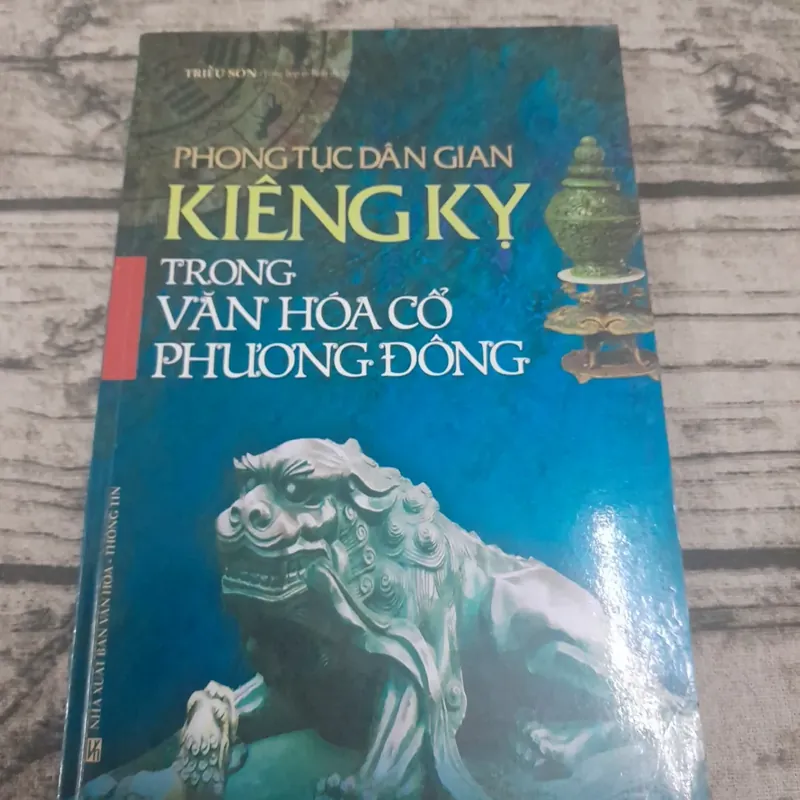 TRIỀU SƠN
PHONG TỤC DÂN GIAN
KIÊNG KỴ
TRONG
VĂN HÓA CỔ
PHƯƠNG ĐÔNG
NHÀ XUẤT BẢN VĂN HÓA - THÔNG TIN